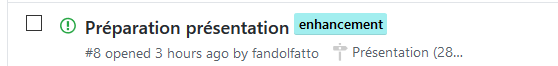 Préparation présentation enhancement
#8 opened 3 hours ago by fandolfatto Présentation (28...